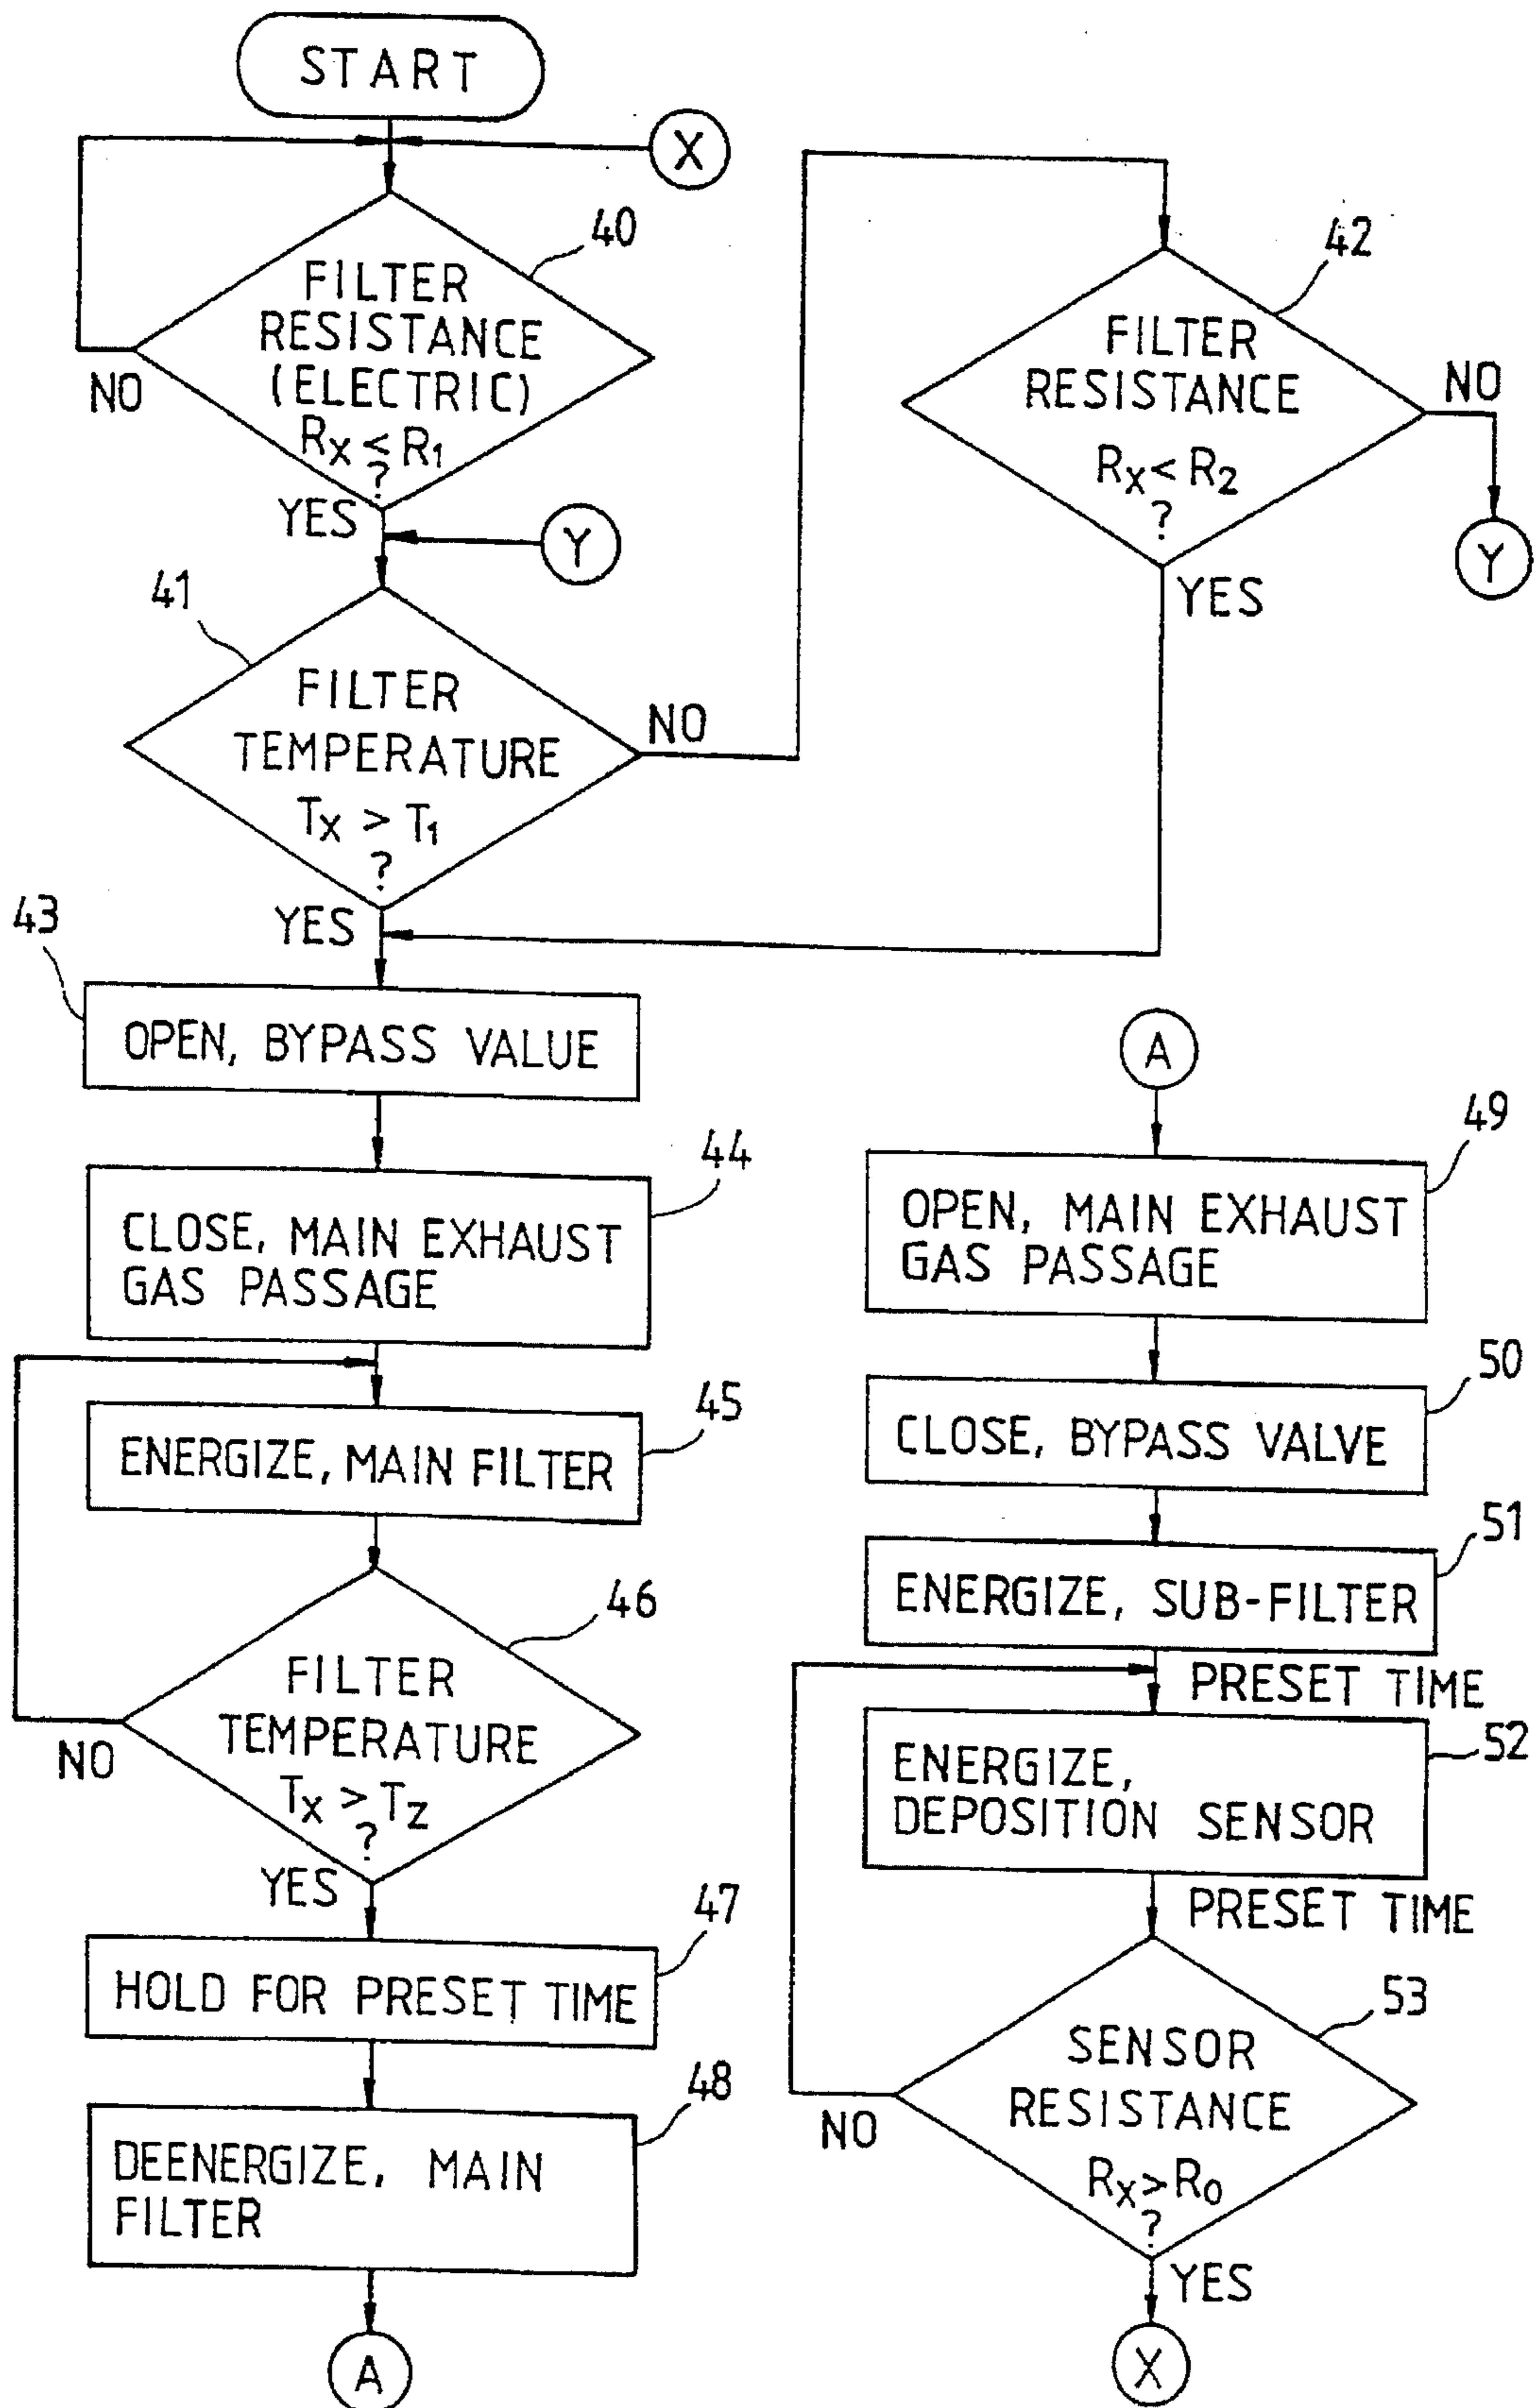 START
X
40
FILTER
RESISTANCE
(ELECTRIC)
Rx ≤ R1
?
NO
YES
Y
41
FILTER
TEMPERATURE
Tx > T1
?
NO
YES
42
FILTER
RESISTANCE
Rx < R2
?
NO
Y
YES
43
OPEN, BYPASS VALUE
44
CLOSE, MAIN EXHAUST
GAS PASSAGE
45
ENERGIZE, MAIN FILTER
46
FILTER
TEMPERATURE
Tx > Tz
?
NO
YES
47
HOLD FOR PRESET TIME
48
DEENERGIZE, MAIN
FILTER
A
A
49
OPEN, MAIN EXHAUST
GAS PASSAGE
50
CLOSE, BYPASS VALVE
51
ENERGIZE, SUB-FILTER
PRESET TIME
52
ENERGIZE,
DEPOSITION SENSOR
PRESET TIME
53
SENSOR
RESISTANCE
Rx > R0
?
NO
YES
X